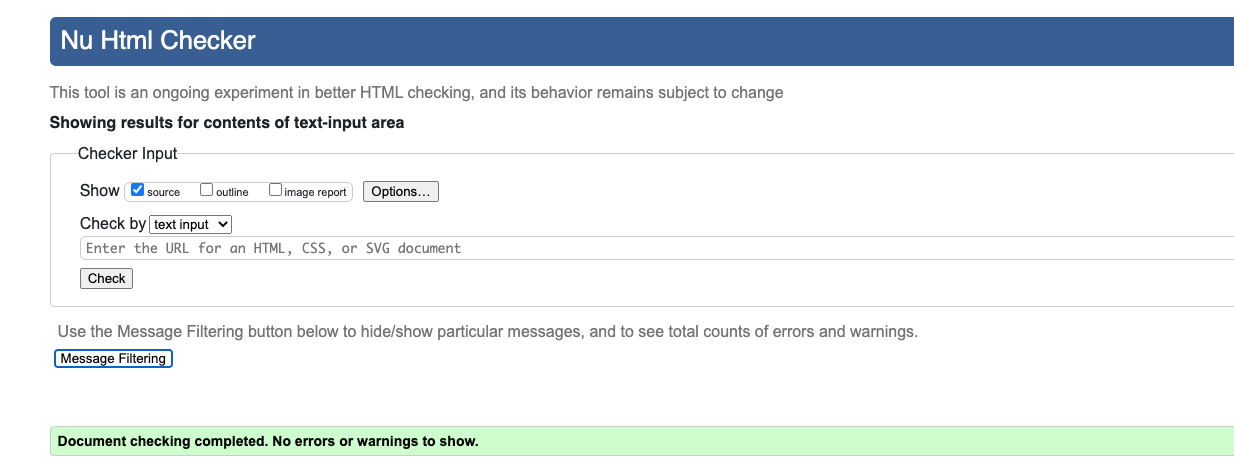 Nu Html Checker
This tool is an ongoing experiment in better HTML checking, and its behavior remains subject to change
Showing results for contents of text-input area
Checker Input
Show source outline image report Options...
Check by text input
Enter the URL for an HTML, CSS, or SVG document
Check
Use the Message Filtering button below to hide/show particular messages, and to see total counts of errors and warnings.
Message Filtering
Document checking completed. No errors or warnings to show.